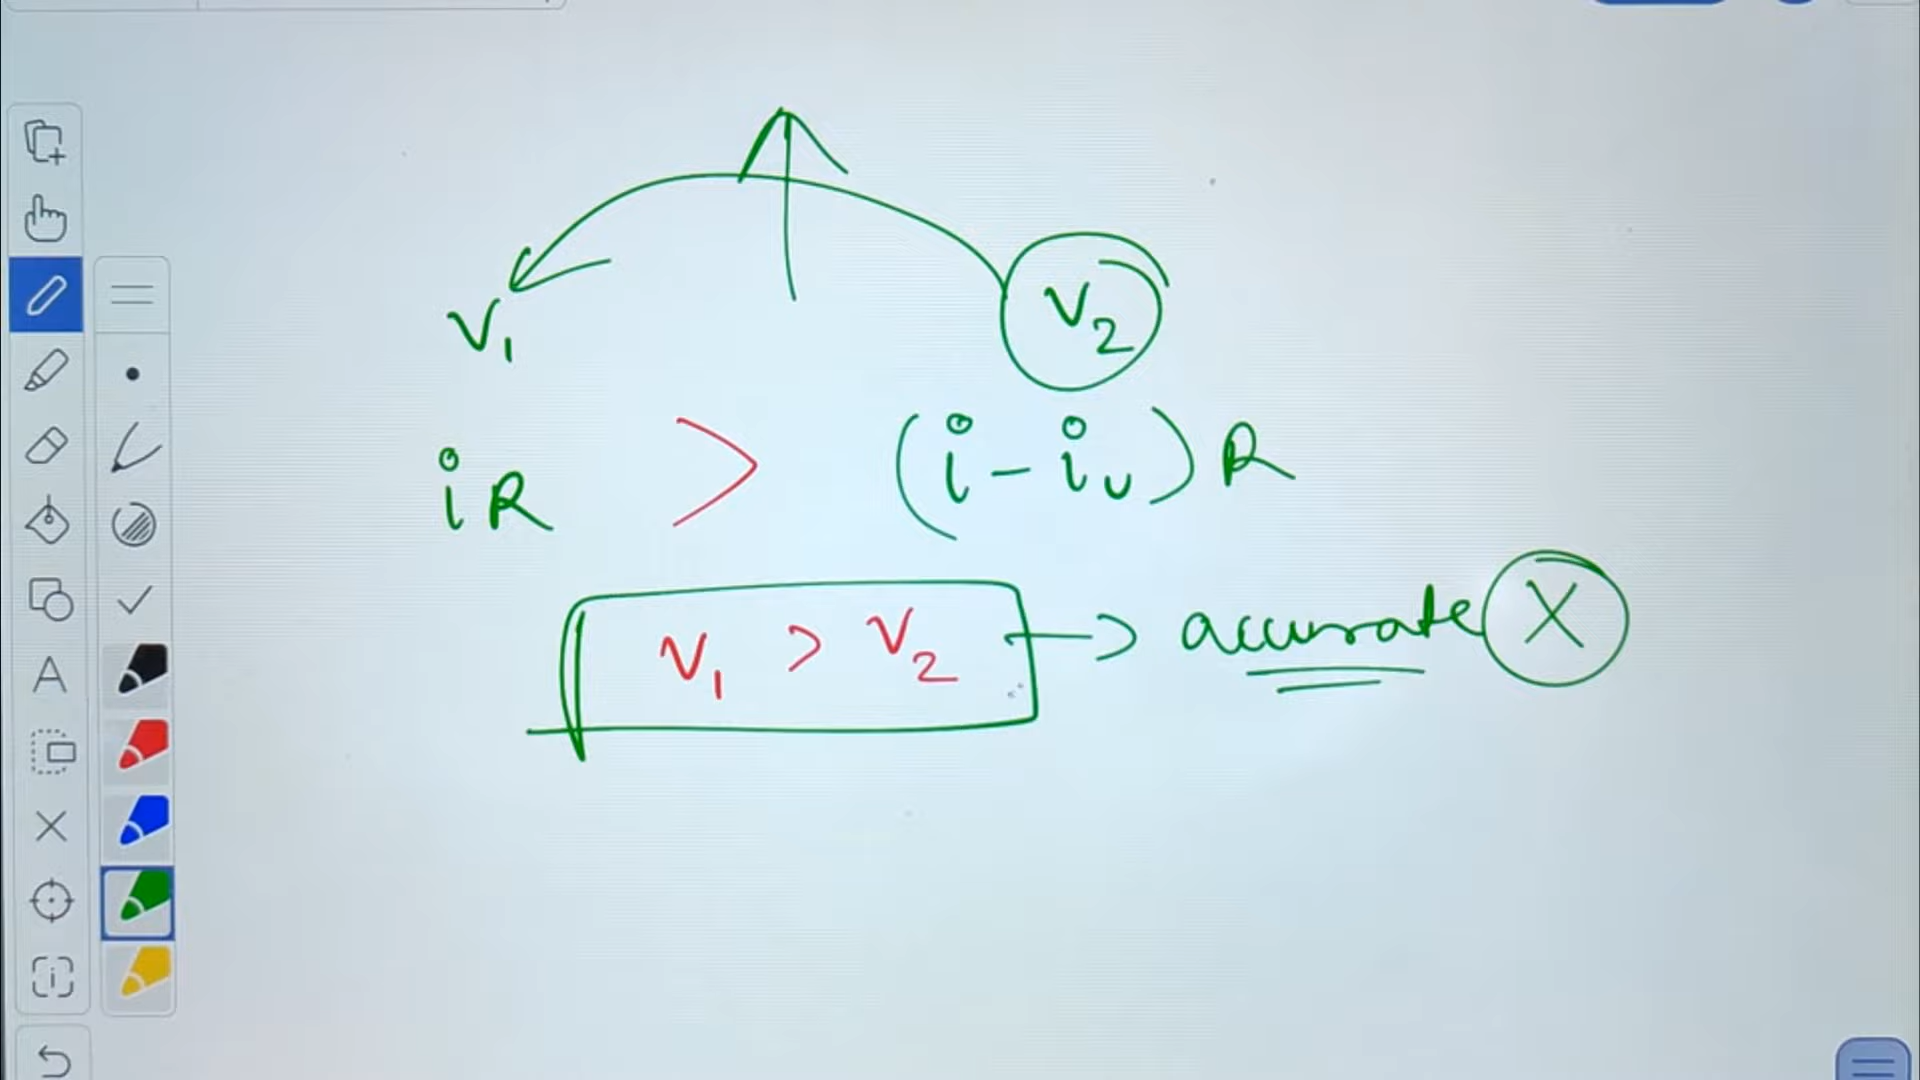 V₁ V₂
iR > (i - iᵥ)R
V₁ > V₂ → accurate X